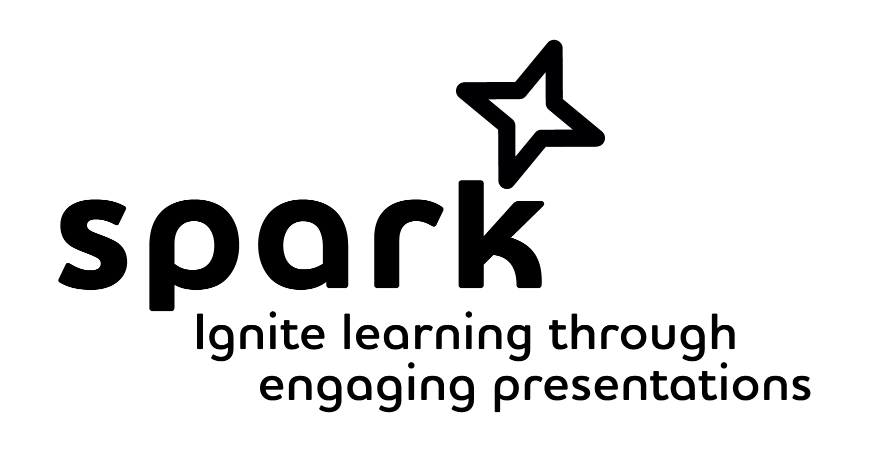 spark
Ignite learning through
engaging presentations